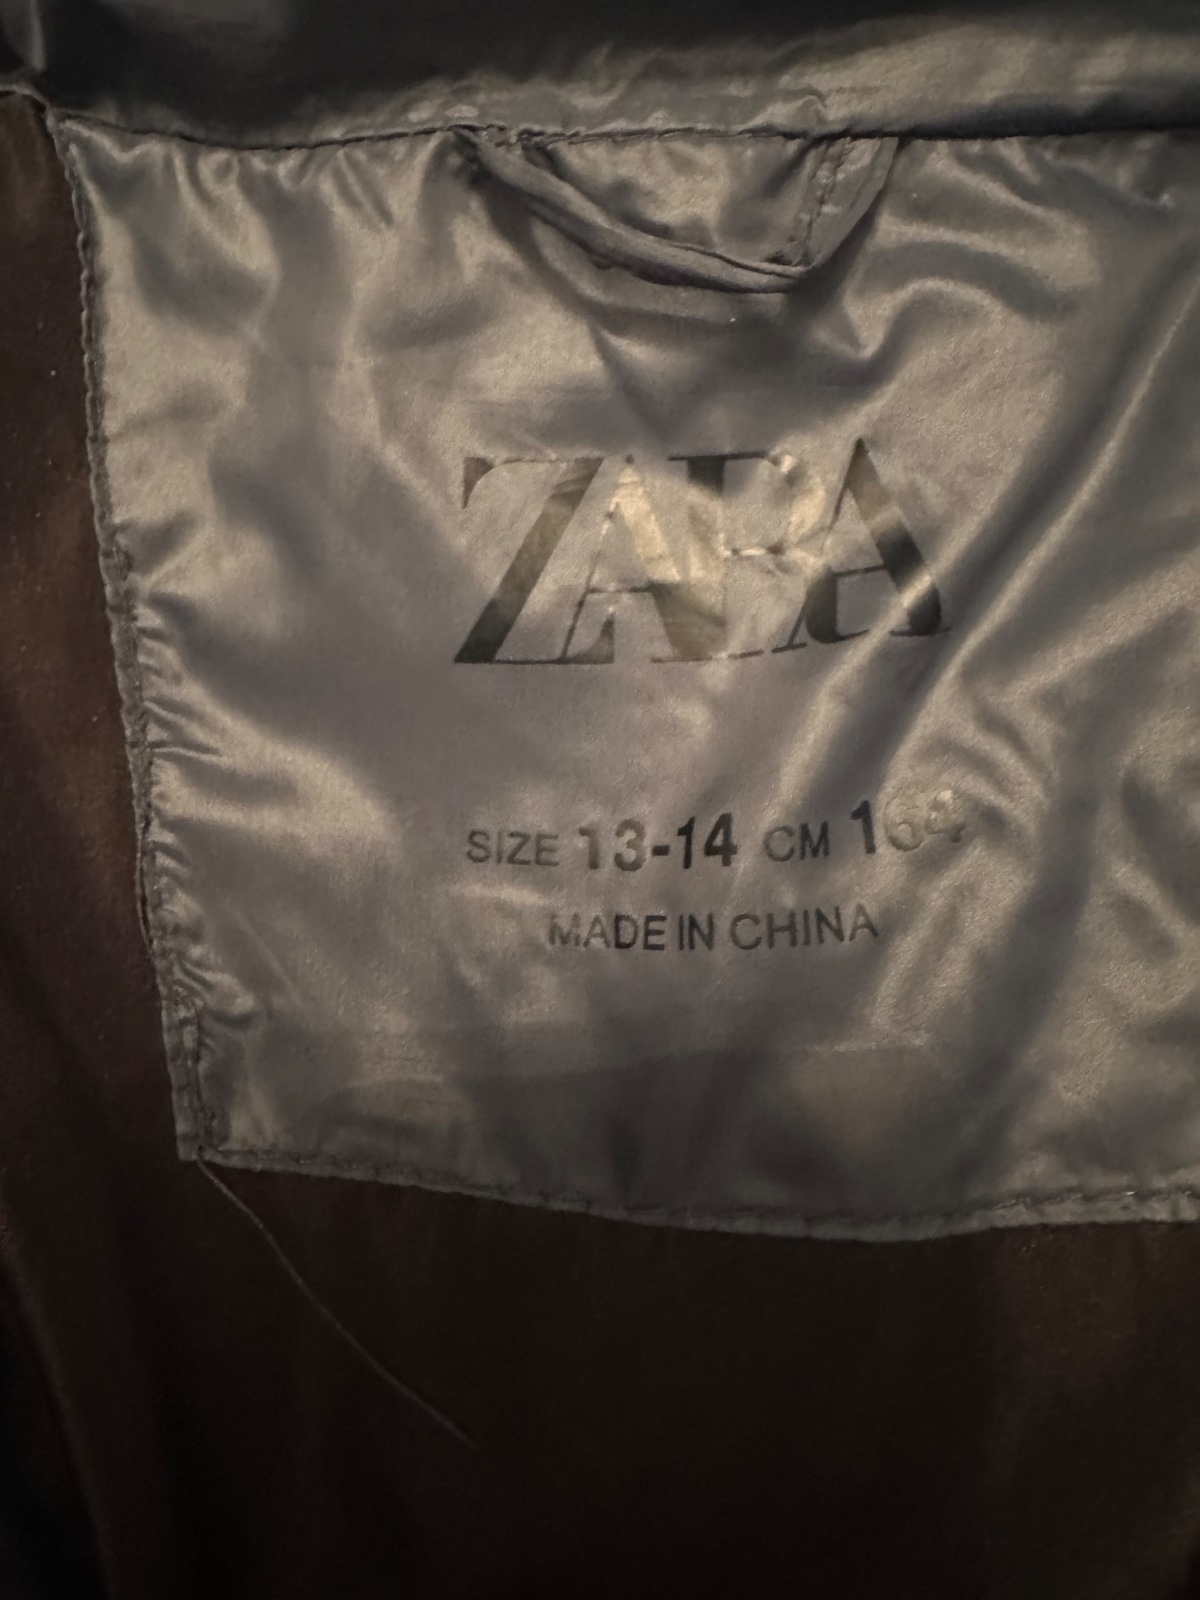 ZARA
SIZE 13-14 CM 164
MADE IN CHINA